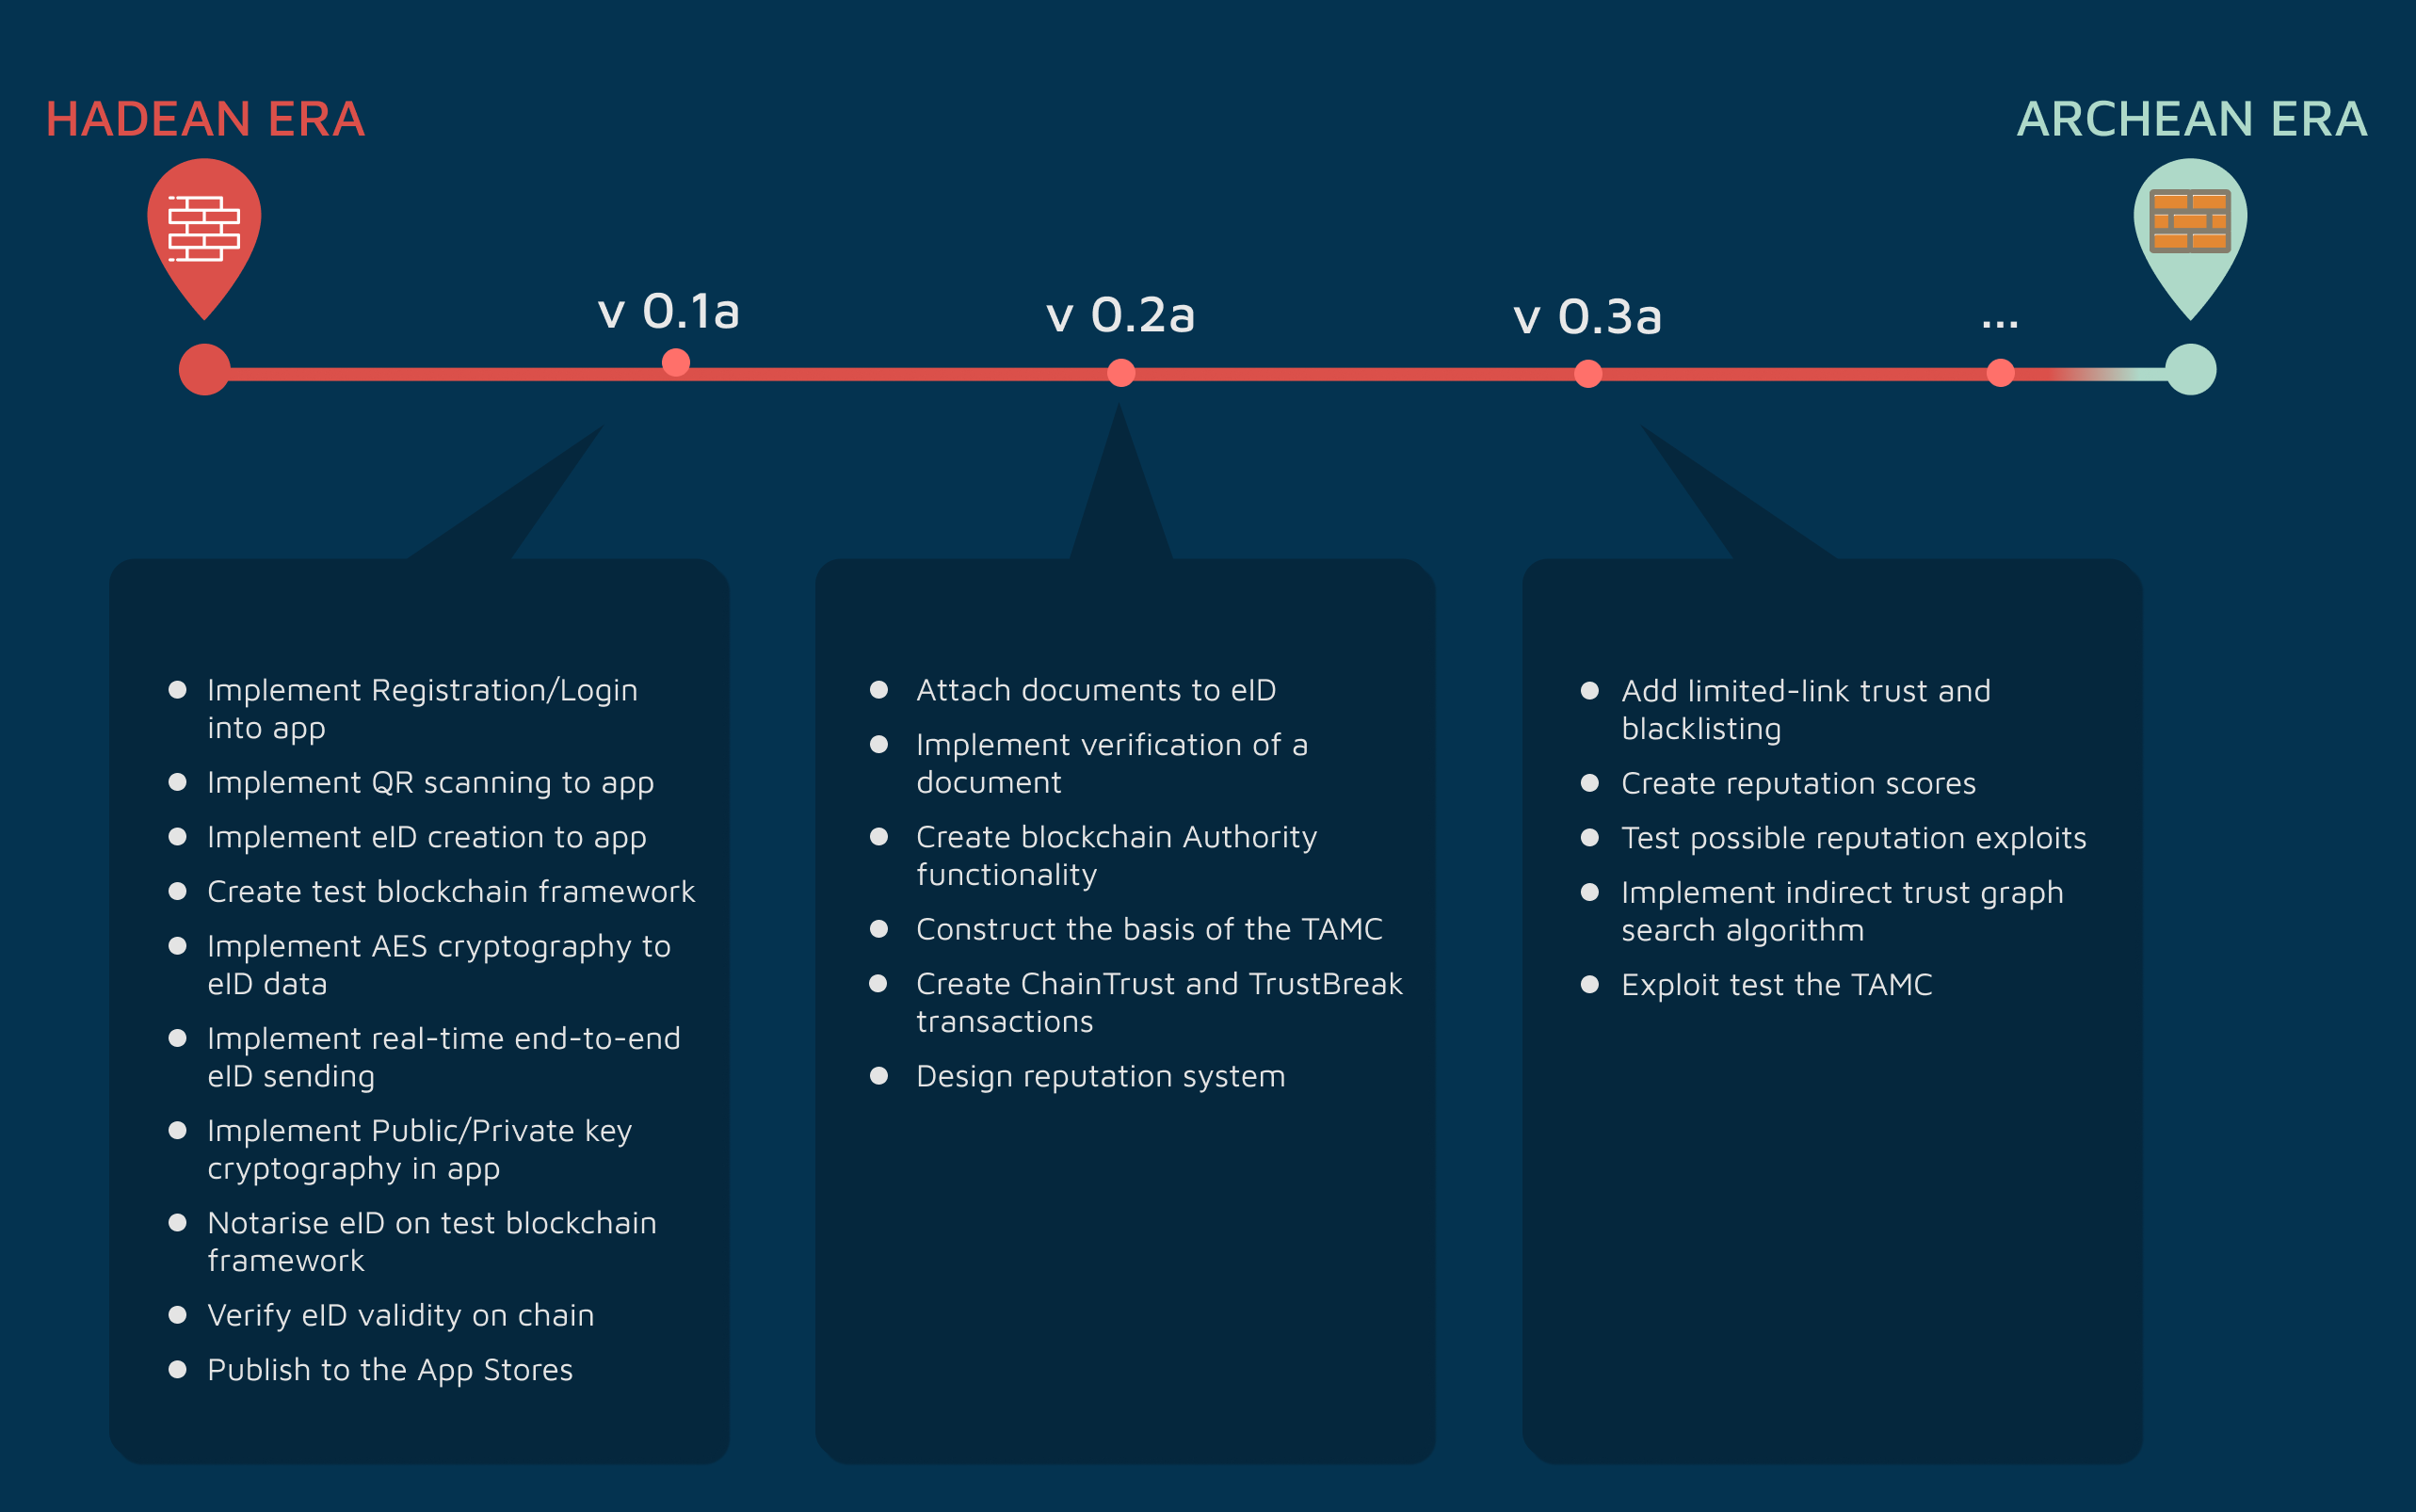 HADEAN ERA
ARCHEAN ERA
v 0.1a
v 0.2a
v 0.3a
...
Implement Registration/Login
into app
Implement QR scanning to app
Implement eID creation to app
Create test blockchain framework
Implement AES cryptography to
eID data
Implement real-time end-to-end
eID sending
Implement Public/Private key
cryptography in app
Notarise eID on test blockchain
framework
Verify eID validity on chain
Publish to the App Stores
Attach documents to eID
Implement verification of a
document
Create blockchain Authority
functionality
Construct the basis of the TAMC
Create ChainTrust and TrustBreak
transactions
Design reputation system
Add limited-link trust and
blacklisting
Create reputation scores
Test possible reputation exploits
Implement indirect trust graph
search algorithm
Exploit test the TAMC